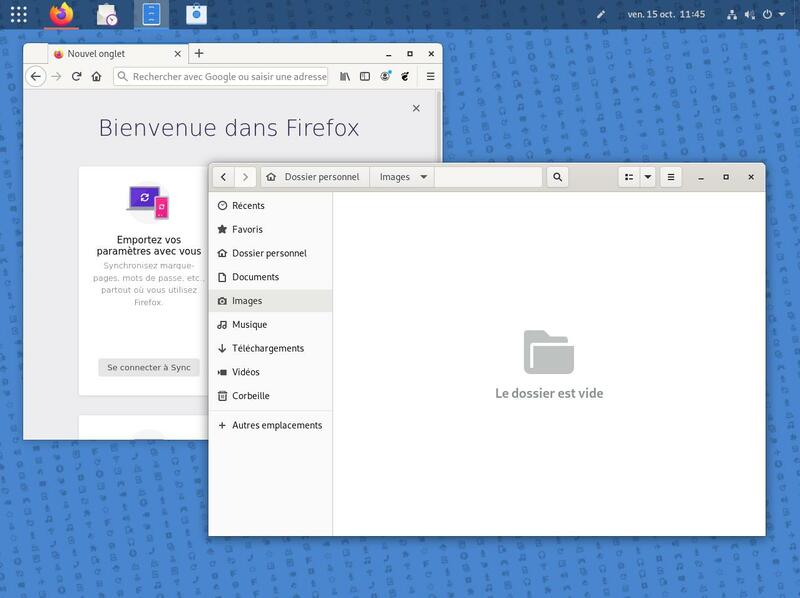 ven. 15 oct. 11:45
Nouvel onglet
Rechercher avec Google ou saisir une adresse
Bienvenue dans Firefox
Emportez vos
paramètres avec vous
Synchronisez marque-
pages, mots de passe, etc.,
partout où vous utilisez
Firefox.
Se connecter à Sync
Dossier personnel
Images
Récents
Favoris
Dossier personnel
Documents
Images
Musique
Téléchargements
Vidéos
Corbeille
Autres emplacements
Le dossier est vide